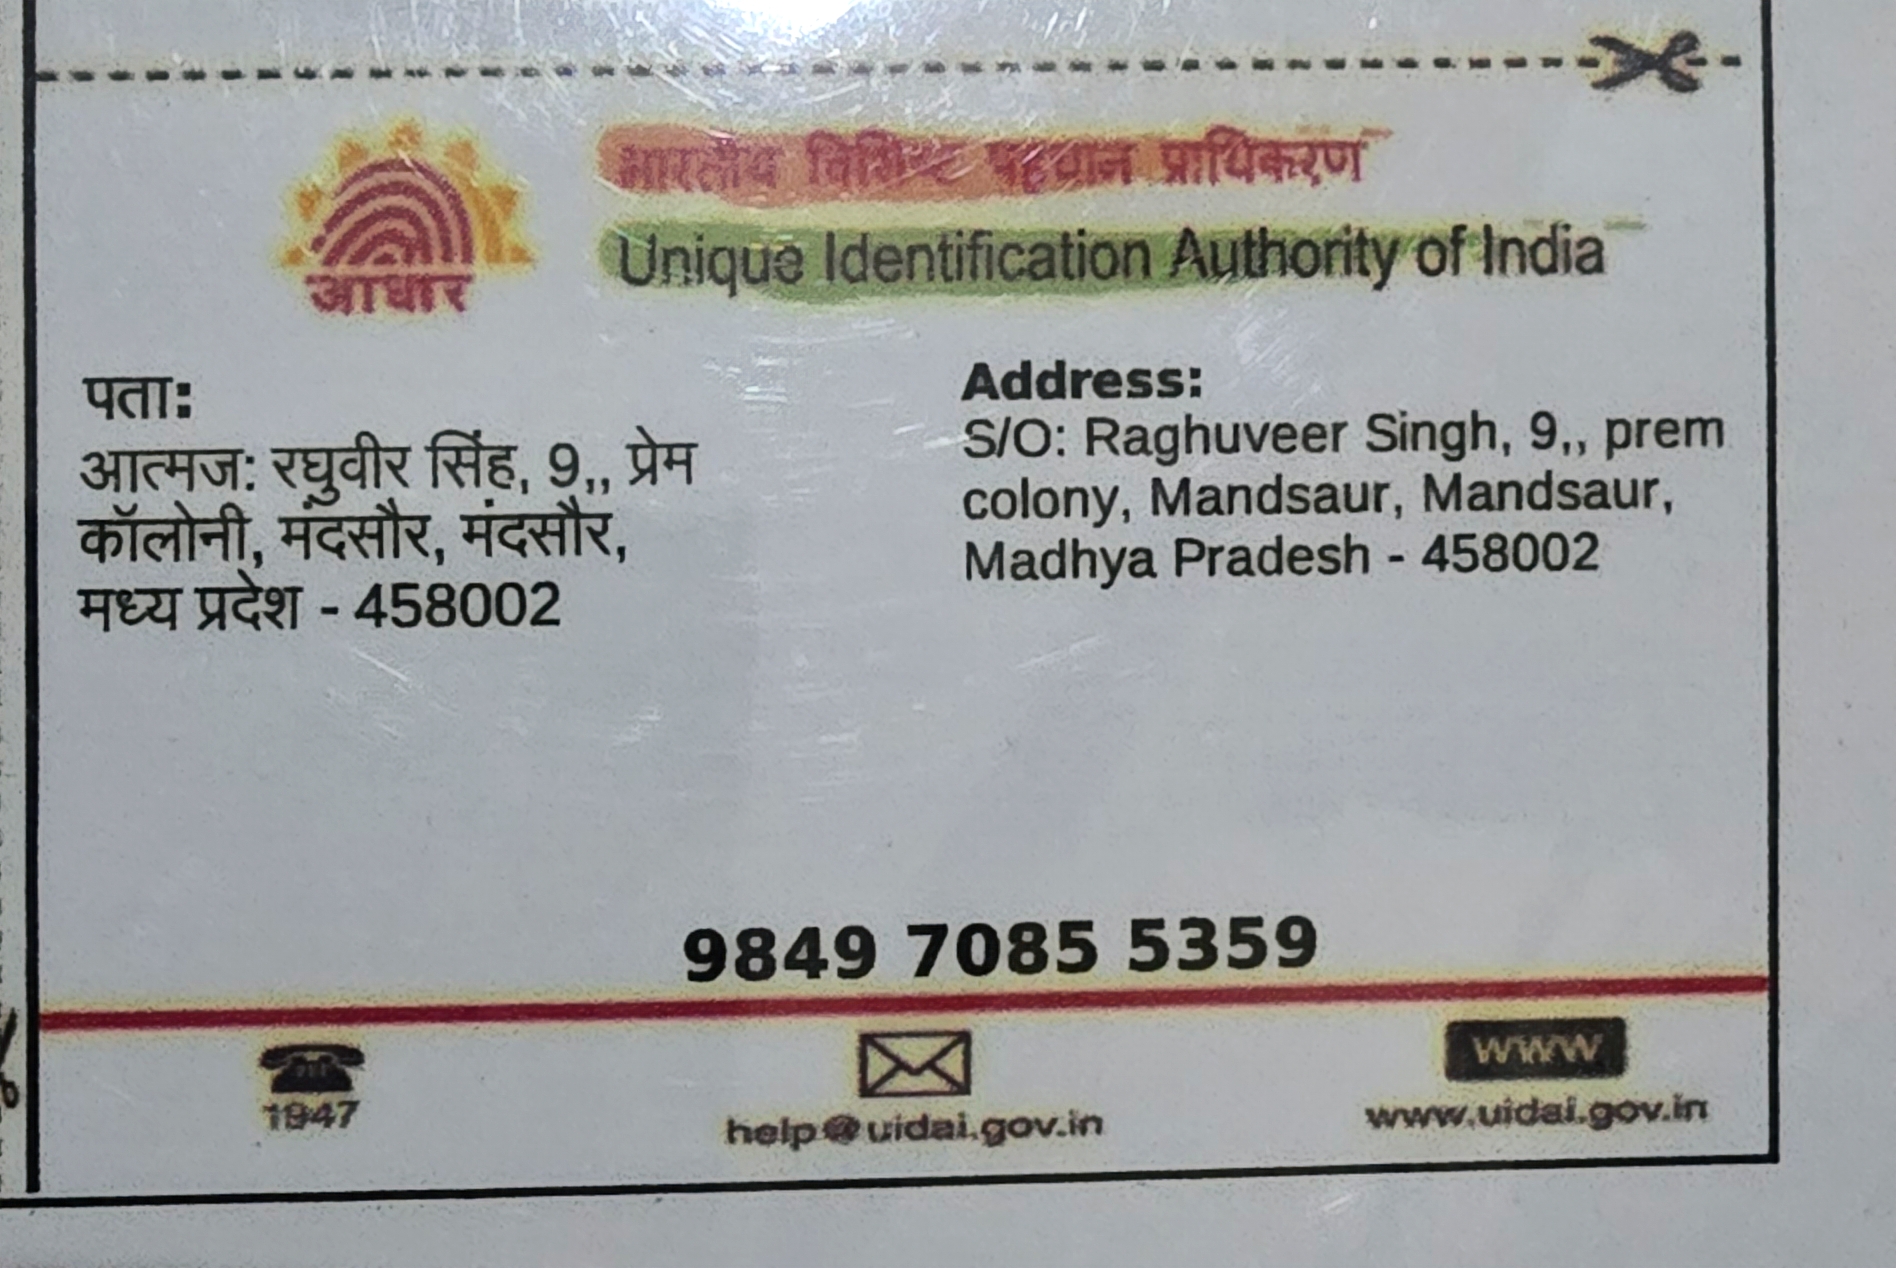 भारतीय विशिष्ट पहचान प्राधिकरण
Unique Identification Authority of India
आधार
पता:
आत्मज: रघुवीर सिंह, 9,, प्रेम
कॉलोनी, मंदसौर, मंदसौर,
मध्य प्रदेश - 458002
Address:
S/O: Raghuveer Singh, 9,, prem
colony, Mandsaur, Mandsaur,
Madhya Pradesh - 458002
9849 7085 5359
1947
help@uidai.gov.in
www
www.uidai.gov.in